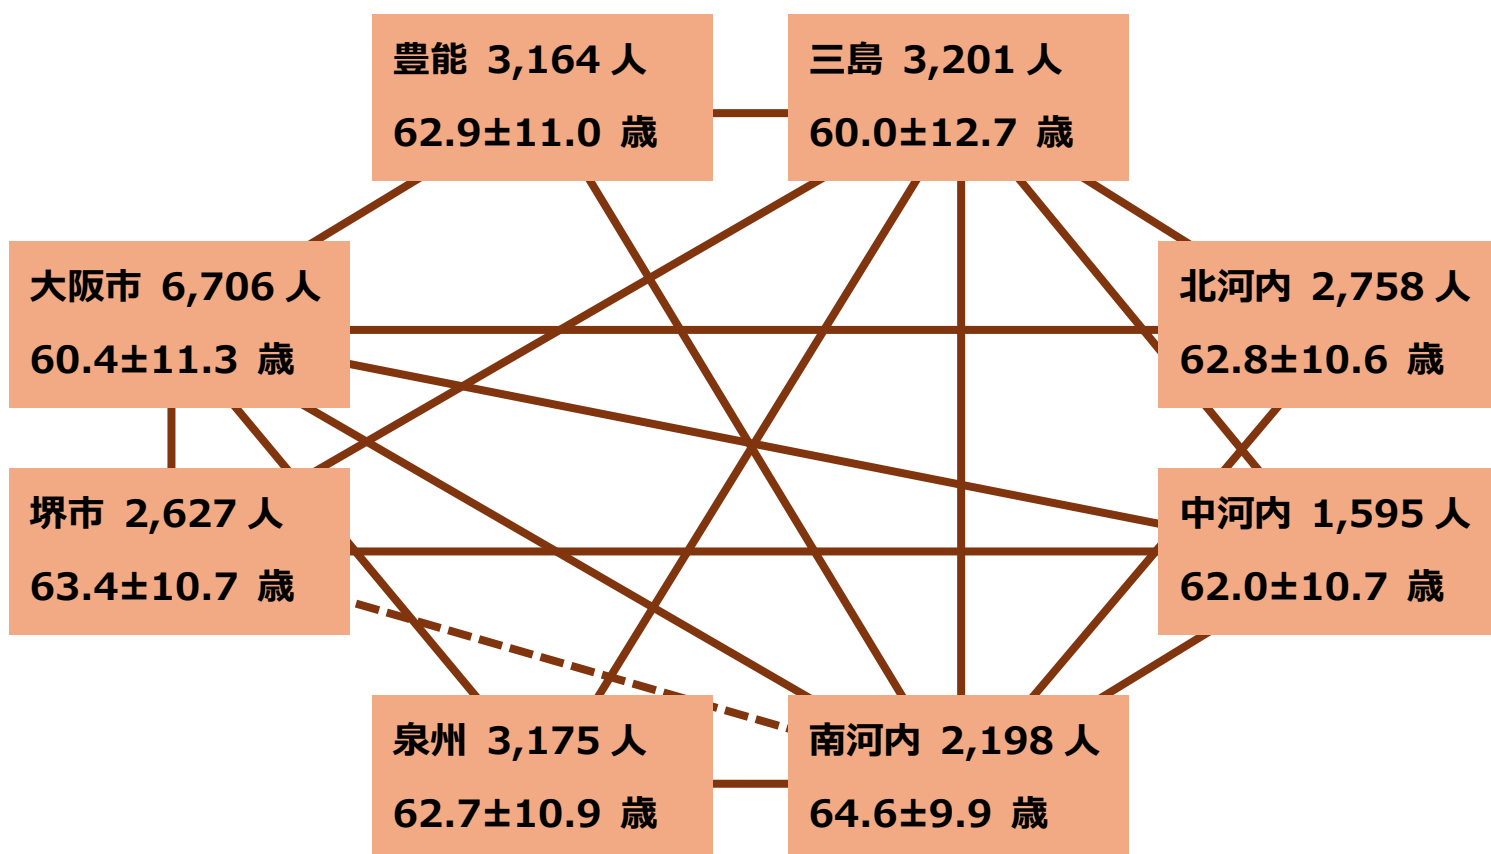 豊能 3,164 人
62.9±11.0 歳
三島 3,201 人
60.0±12.7 歳
大阪市 6,706 人
60.4±11.3 歳
北河内 2,758 人
62.8±10.6 歳
堺市 2,627 人
63.4±10.7 歳
中河内 1,595 人
62.0±10.7 歳
泉州 3,175 人
62.7±10.9 歳
南河内 2,198 人
64.6±9.9 歳